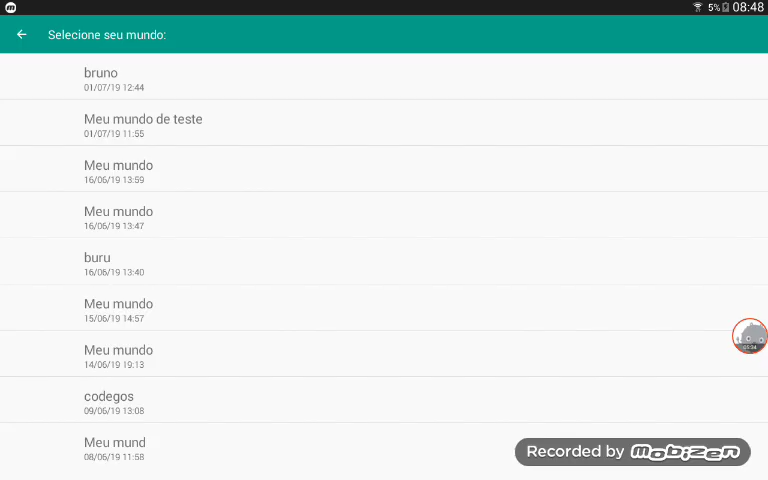 5% 08:48
Selecione seu mundo:
bruno
01/07/19 12:44
Meu mundo de teste
01/07/19 11:55
Meu mundo
16/06/19 13:59
Meu mundo
16/06/19 13:47
buru
16/06/19 13:40
Meu mundo
15/06/19 14:57
Meu mundo
14/06/19 19:13
codegos
09/06/19 13:08
Meu mund
08/06/19 11:58
Recorded by mobizen